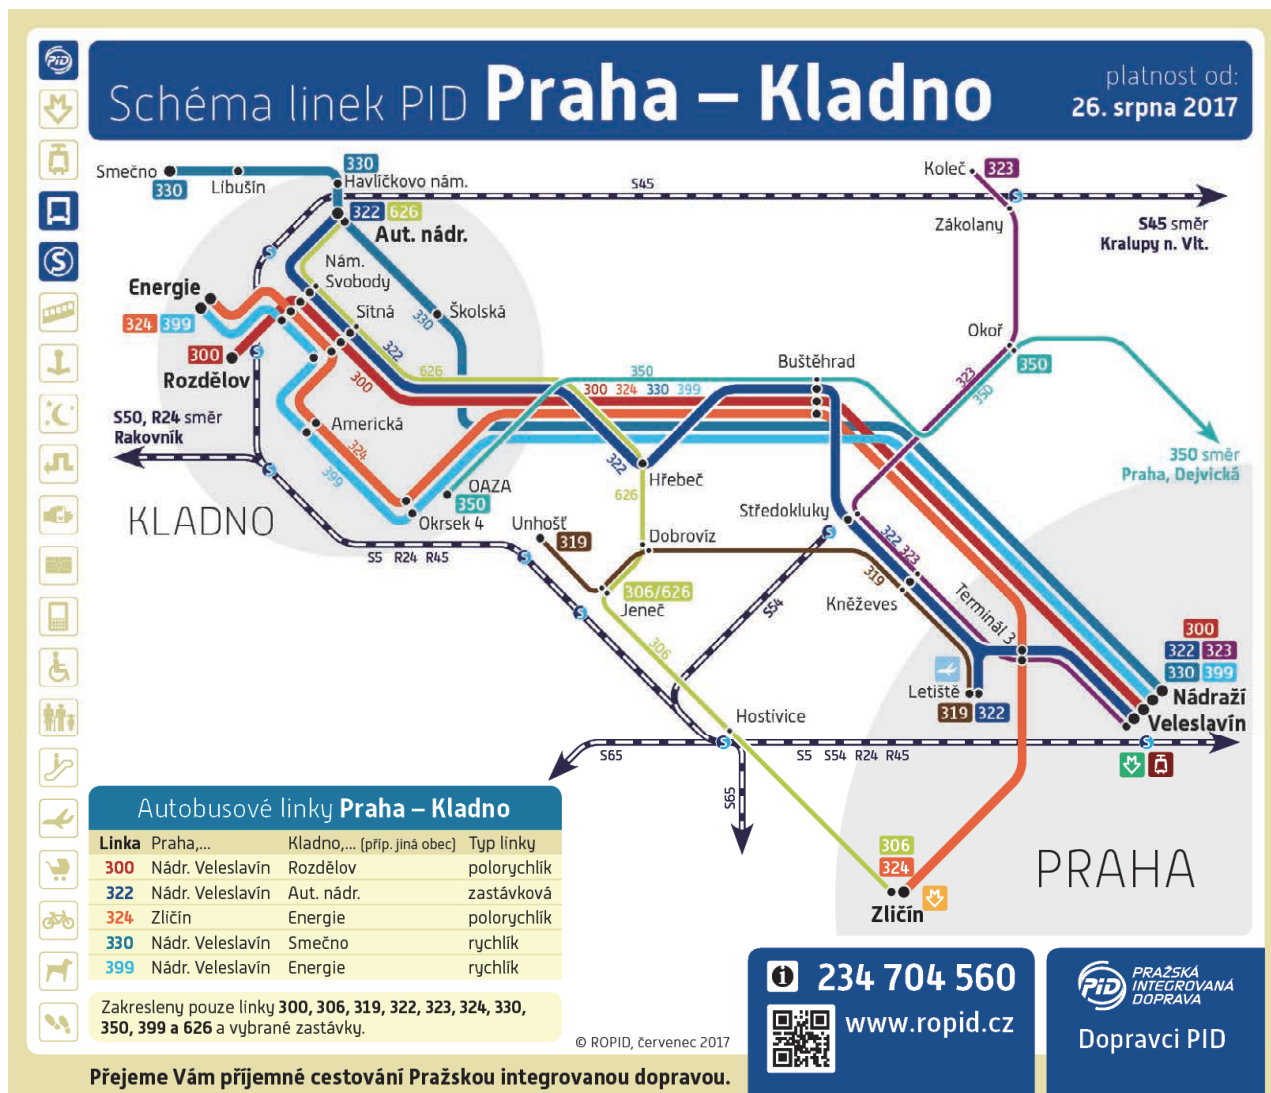 PID
Schéma linek PID Praha – Kladno
platnost od:
26. srpna 2017
Smečno
330
Libušín
330
Havlíčkovo nám.
322 626
Aut. nádr.
S45
Koleč 323
Zákolany
S45 směr
Kralupy n. Vlt.
Nám.
Svobody
Energie
324 399
Sítná
Školská
330
300
Rozdělov
322
626
300
350
300 324 330 399
Buštěhrad
Okoř
350
323
350
S50, R24 směr
Rakovník
Americká
324
399
350 směr
Praha, Dejvická
322
Hřebeč
626
OAZA
350
Okrsek 4
KLADNO
Unhošť
319
Dobrovíz
Středokluky
S5 R24 R45
322
323
319
306/626
Jeneč
S54
Kněževes
Terminál 3
306
300
322 323
330 399
Nádraží
Veleslavín
Letiště
319 322
Hostivice
S65
S5 S54 R24 R45
S65
306
324
Zličín
PRAHA
Autobusové linky Praha – Kladno
Linka Praha,... Kladno,... (příp. jiná obec) Typ linky
300 Nádr. Veleslavín Rozdělov polorychlík
322 Nádr. Veleslavín Aut. nádr. zastávková
324 Zličín Energie polorychlík
330 Nádr. Veleslavín Smečno rychlík
399 Nádr. Veleslavín Energie rychlík
Zakresleny pouze linky 300, 306, 319, 322, 323, 324, 330,
350, 399 a 626 a vybrané zastávky.
© ROPID, červenec 2017
Přejeme Vám příjemné cestování Pražskou integrovanou dopravou.
234 704 560
www.ropid.cz
PID
PRAŽSKÁ
INTEGROVANÁ
DOPRAVA
Dopravci PID